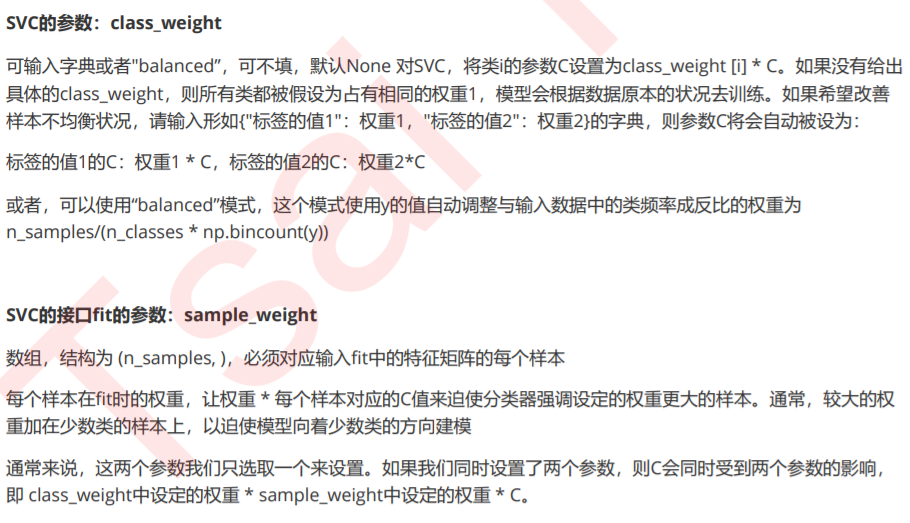 SVC的参数：class_weight
可输入字典或者"balanced”，可不填，默认None 对SVC，将类i的参数C设置为class_weight [i] * C。如果没有给出
具体的class_weight，则所有类都被假设为占有相同的权重1，模型会根据数据原本的状况去训练。如果希望改善
样本不均衡状况，请输入形如{"标签的值1"：权重1，"标签的值2"：权重2}的字典，则参数C将会自动被设为：
标签的值1的C：权重1 * C，标签的值2的C：权重2*C
或者，可以使用“balanced”模式，这个模式使用y的值自动调整与输入数据中的类频率成反比的权重为
n_samples/(n_classes * np.bincount(y))
SVC的接口fit的参数：sample_weight
数组，结构为 (n_samples, )，必须对应输入fit中的特征矩阵的每个样本
每个样本在fit时的权重，让权重 * 每个样本对应的C值来迫使分类器强调设定的权重更大的样本。通常，较大的权
重加在少数类的样本上，以迫使模型向着少数类的方向建模
通常来说，这两个参数我们只选取一个来设置。如果我们同时设置了两个参数，则C会同时受到两个参数的影响，
即 class_weight中设定的权重 * sample_weight中设定的权重 * C。
Tsai T